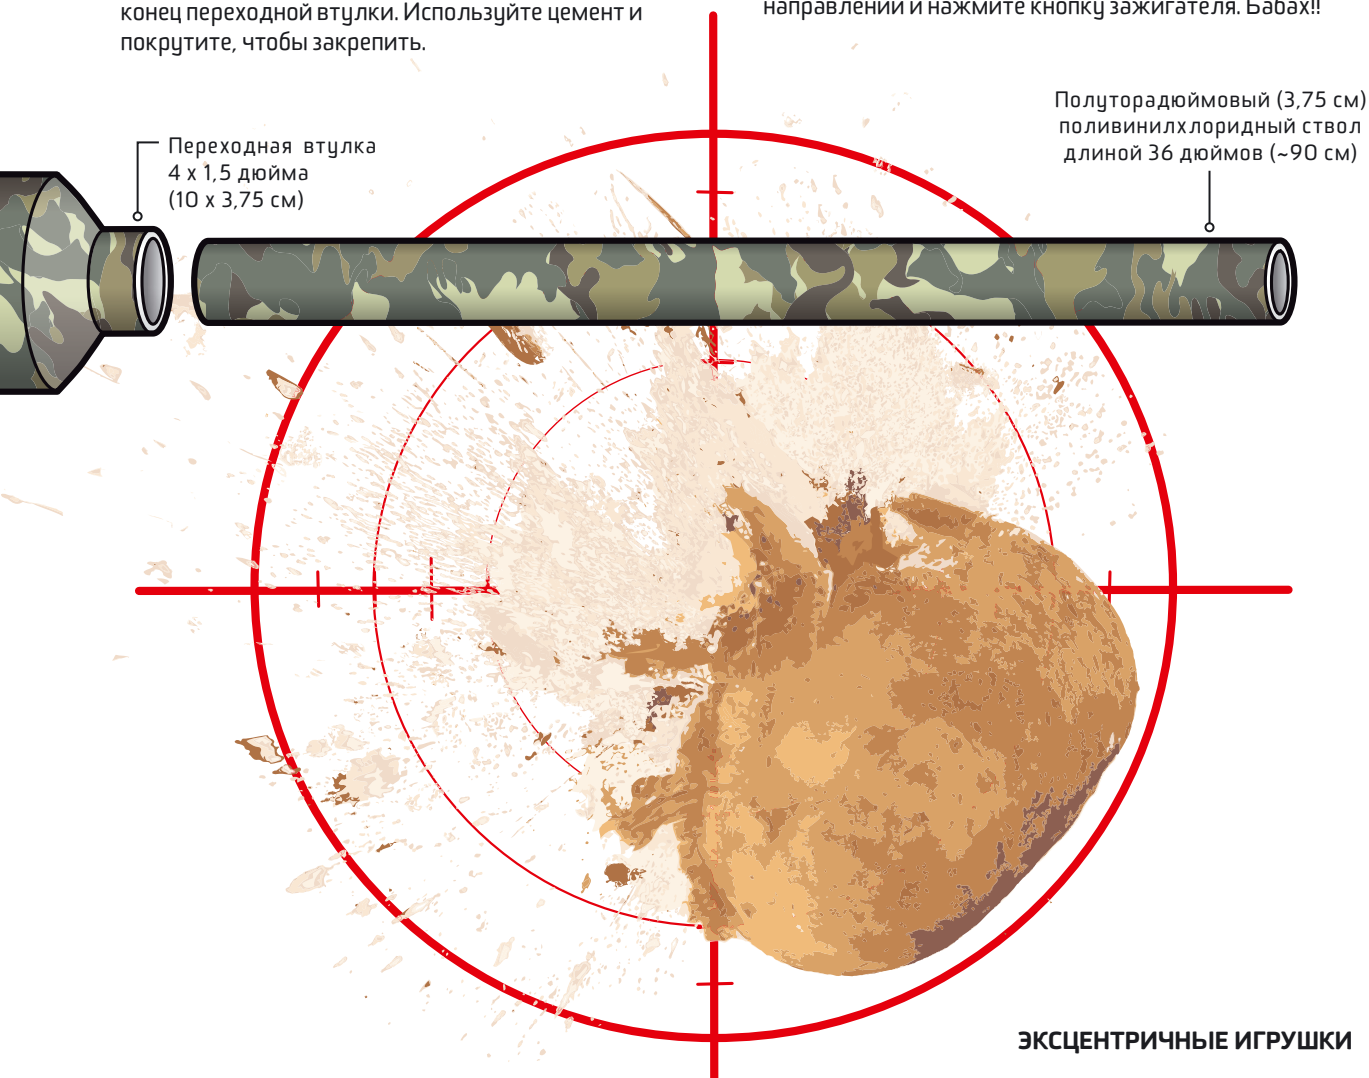 конец переходной втулки. Используйте цемент и
покрутите, чтобы закрепить.
направлении и нажмите кнопку зажигателя. Бабах!!
Переходная втулка
4 x 1,5 дюйма
(10 x 3,75 см)
Полуторадюймовый (3,75 см)
поливинилхлоридный ствол
длиной 36 дюймов (~90 см)
ЭКСЦЕНТРИЧНЫЕ ИГРУШКИ